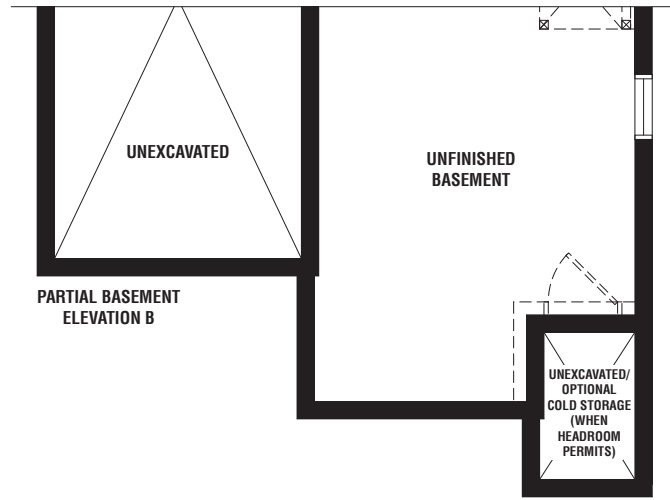 UNEXCAVATED
UNFINISHED
BASEMENT
PARTIAL BASEMENT
ELEVATION B
UNEXCAVATED/
OPTIONAL
COLD STORAGE
(WHEN
HEADROOM
PERMITS)